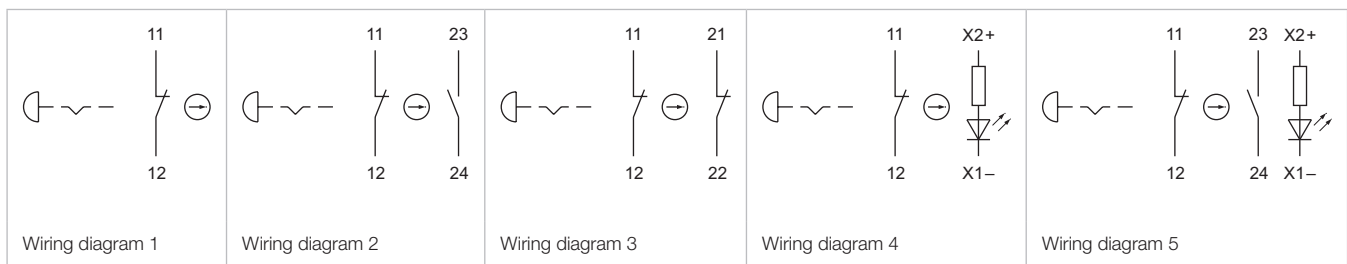 11
12
Wiring diagram 1
11 23
12 24
Wiring diagram 2
11 21
12 22
Wiring diagram 3
11 X2+
12 X1–
Wiring diagram 4
11 23 X2+
12 24 X1–
Wiring diagram 5